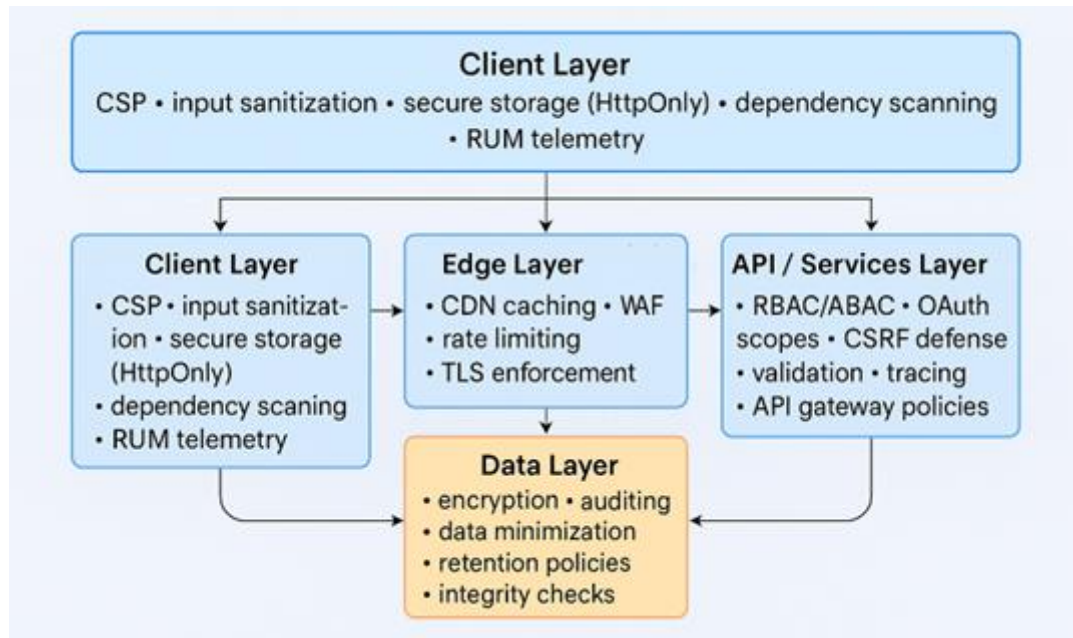 Client Layer
CSP • input sanitization • secure storage (HttpOnly) • dependency scanning
• RUM telemetry
Client Layer
• CSP • input sanitizat-
ion • secure storage
(HttpOnly)
• dependency scaning
• RUM telemetry
Edge Layer
• CDN caching • WAF
• rate limiting
• TLS enforcement
API / Services Layer
• RBAC/ABAC • OAuth
scopes • CSRF defense
• validation • tracing
• API gateway policies
Data Layer
• encryption • auditing
• data minimization
• retention policies
• integrity checks